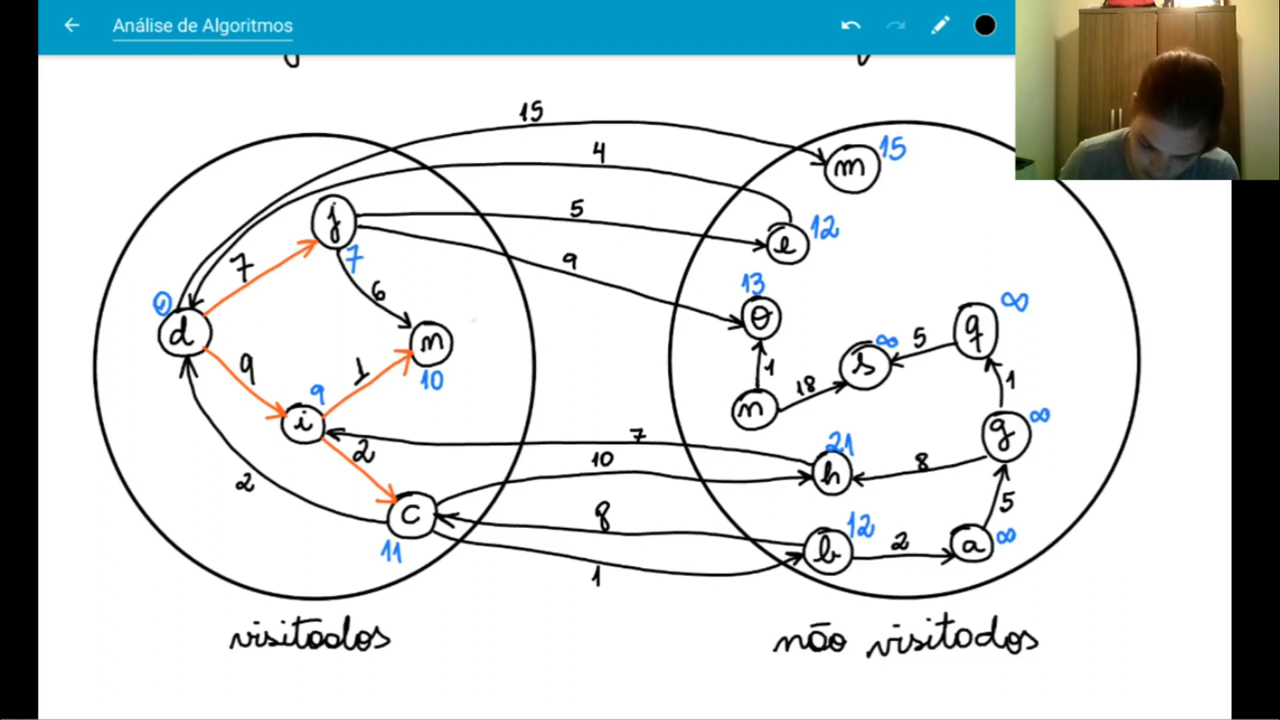 Análise de Algoritmos
15
m 15
4
j
5
e 12
7
7
9
13
6
0
d
θ
∞
q
n
∞
5
s
10
1
1
9
9
1
n
18
i
∞
g
7
21
2
10
h
8
c
8
12
5
2
11
b
2
a ∞
1
visitados
não visitados